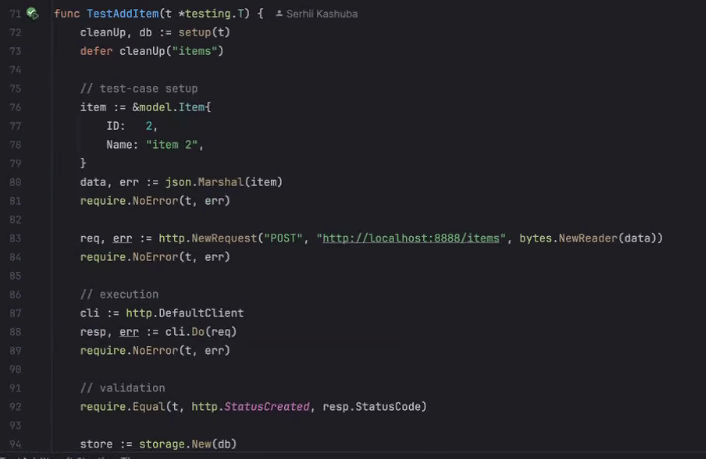 71 func TestAddItem(t *testing.T) { Serhii Kashuba
72 cleanUp, db := setup(t)
73 defer cleanUp("items")
74
75 // test-case setup
76 item := &model.Item{
77 ID: 2,
78 Name: "item 2",
79 }
80 data, err := json.Marshal(item)
81 require.NoError(t, err)
82
83 req, err := http.NewRequest("POST", "http://localhost:8888/items", bytes.NewReader(data))
84 require.NoError(t, err)
85
86 // execution
87 cli := http.DefaultClient
88 resp, err := cli.Do(req)
89 require.NoError(t, err)
90
91 // validation
92 require.Equal(t, http.StatusCreated, resp.StatusCode)
93
94 store := storage.New(db)